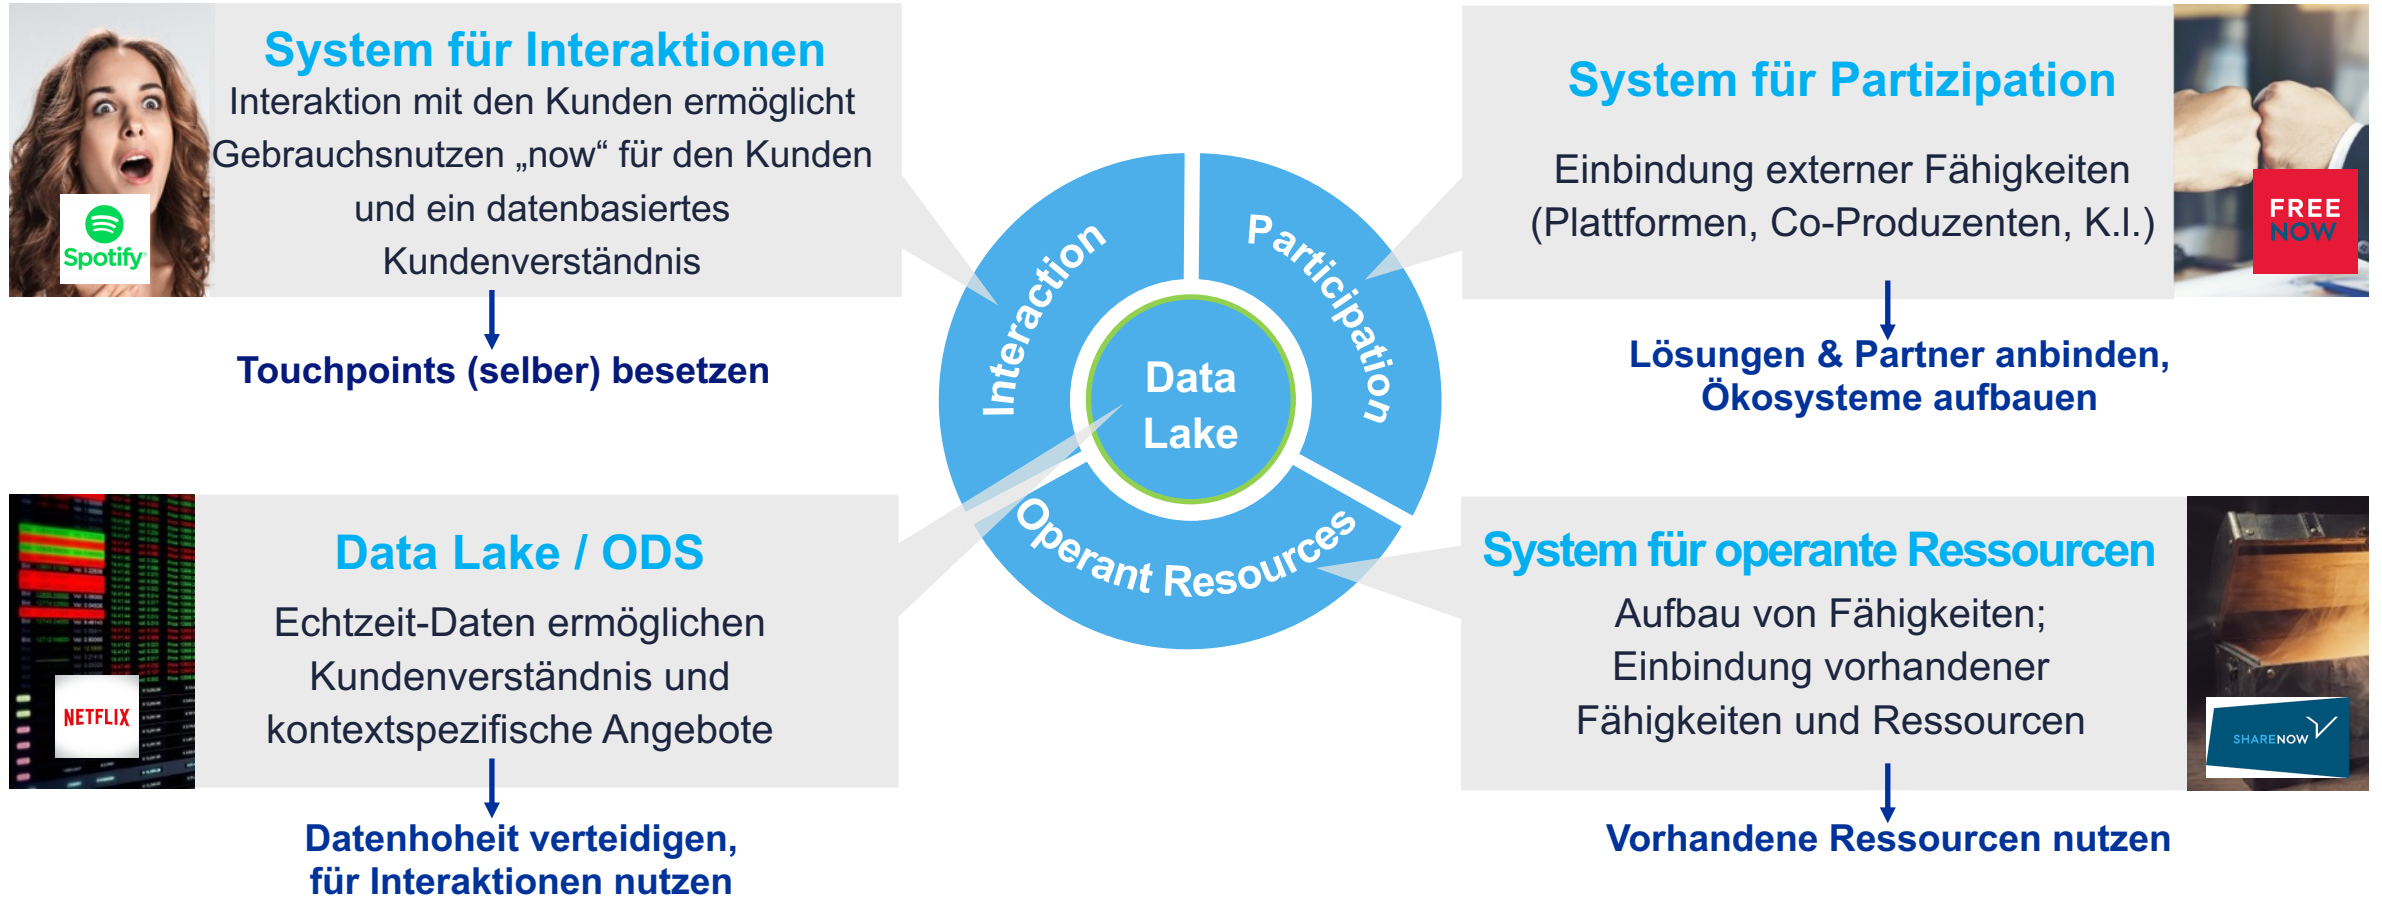 System für Interaktionen
Interaktion mit den Kunden ermöglicht
Gebrauchsnutzen „now“ für den Kunden
und ein datenbasiertes
Kundenverständnis
Spotify
Touchpoints (selber) besetzen
System für Partizipation
Einbindung externer Fähigkeiten
(Plattformen, Co-Produzenten, K.I.)
FREE
NOW
Lösungen & Partner anbinden,
Ökosysteme aufbauen
Interaction
Participation
Operant Resources
Data
Lake
Data Lake / ODS
Echtzeit-Daten ermöglichen
Kundenverständnis und
kontextspezifische Angebote
NETFLIX
Datenhoheit verteidigen,
für Interaktionen nutzen
System für operante Ressourcen
Aufbau von Fähigkeiten;
Einbindung vorhandener
Fähigkeiten und Ressourcen
SHARENOW
Vorhandene Ressourcen nutzen